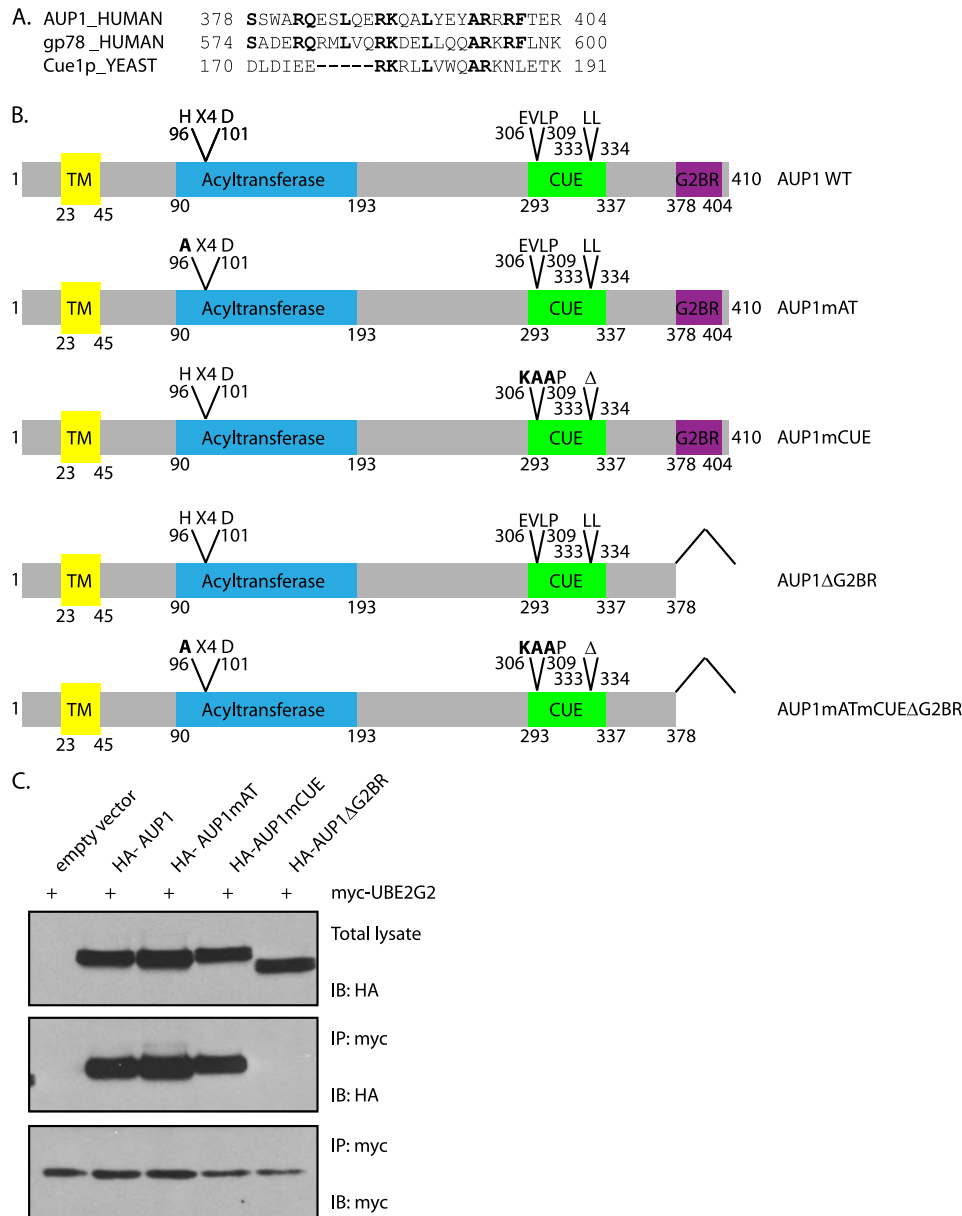 A.
AUP1_HUMAN 378 SSWARQESLQERKQALYEYARRRFTER 404
gp78_HUMAN 574 SADERQRMLVQRKDELLQQARKRFLNK 600
Cue1p_YEAST 170 DLDIEE-----RKRLLVWQARKNLETK 191
B.
H X4 D EVLP LL
96 101 306 309 333 334
1 TM Acyltransferase CUE G2BR 410 AUP1 WT
23 45 90 193 293 337 378 404
A X4 D EVLP LL
96 101 306 309 333 334
1 TM Acyltransferase CUE G2BR 410 AUP1mAT
23 45 90 193 293 337 378 404
H X4 D KAAP Δ
96 101 306 309 333 334
1 TM Acyltransferase CUE G2BR 410 AUP1mCUE
23 45 90 193 293 337 378 404
H X4 D EVLP LL
96 101 306 309 333 334
1 TM Acyltransferase CUE AUP1ΔG2BR
23 45 90 193 293 337 378
A X4 D KAAP Δ
96 101 306 309 333 334
1 TM Acyltransferase CUE AUP1mATmCUEΔG2BR
23 45 90 193 293 337 378
C.
empty vector HA- AUP1 HA- AUP1mAT HA-AUP1mCUE HA-AUP1ΔG2BR
+ + + + + myc-UBE2G2
Total lysate
IB: HA
IP: myc
IB: HA
IP: myc
IB: myc